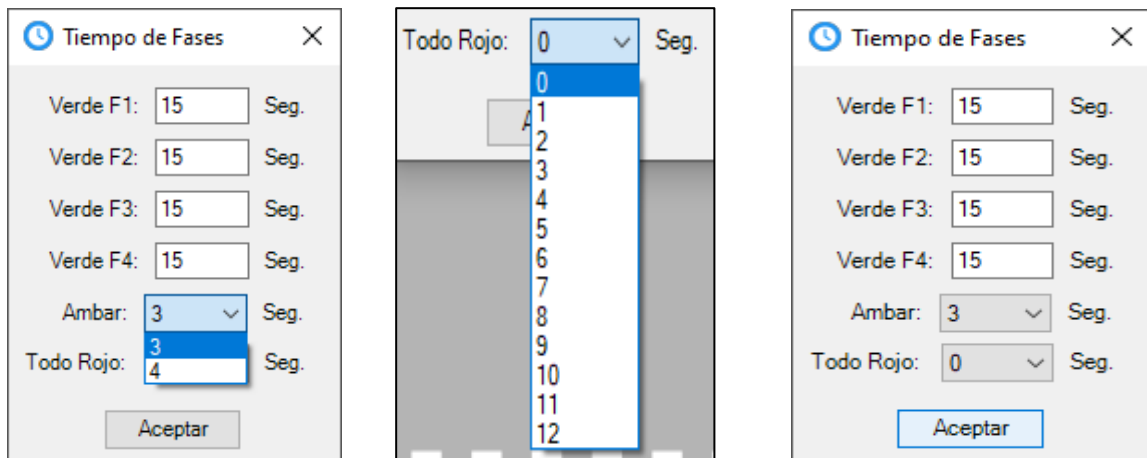 Tiempo de Fases
Verde F1: 15 Seg.
Verde F2: 15 Seg.
Verde F3: 15 Seg.
Verde F4: 15 Seg.
Ambar: 3 Seg.
3
4
Todo Rojo: Seg.
Aceptar
Todo Rojo: 0 Seg.
0
A
1
2
3
4
5
6
7
8
9
10
11
12
Tiempo de Fases
Verde F1: 15 Seg.
Verde F2: 15 Seg.
Verde F3: 15 Seg.
Verde F4: 15 Seg.
Ambar: 3 Seg.
Todo Rojo: 0 Seg.
Aceptar